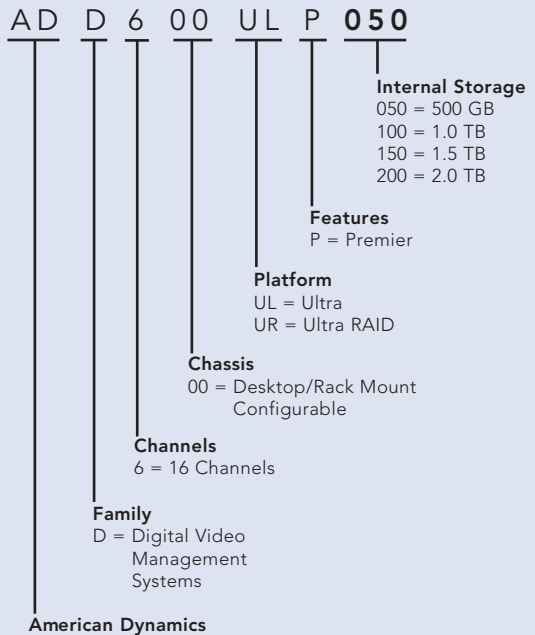 AD D 6 00 UL P 050
Internal Storage
050 = 500 GB
100 = 1.0 TB
150 = 1.5 TB
200 = 2.0 TB
Features
P = Premier
Platform
UL = Ultra
UR = Ultra RAID
Chassis
00 = Desktop/Rack Mount
Configurable
Channels
6 = 16 Channels
Family
D = Digital Video
Management
Systems
American Dynamics